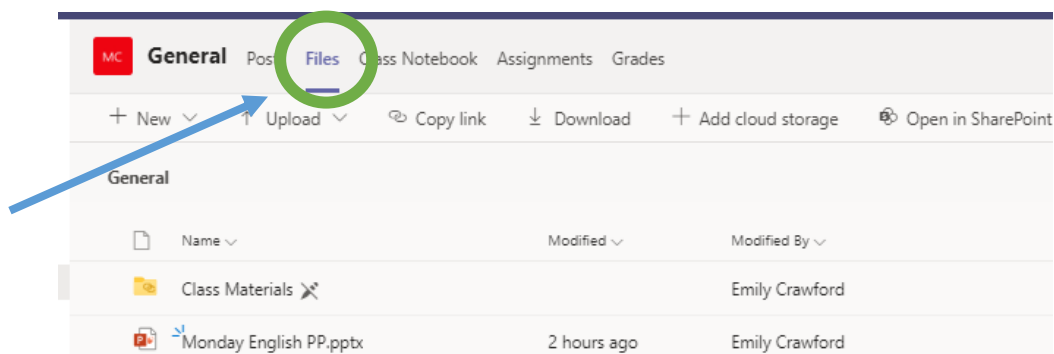 MC General Pos Files Class Notebook Assignments Grades
+ New Upload Copy link Download + Add cloud storage Open in SharePoint
General
Name Modified Modified By
Class Materials Emily Crawford
Monday English PP.pptx 2 hours ago Emily Crawford